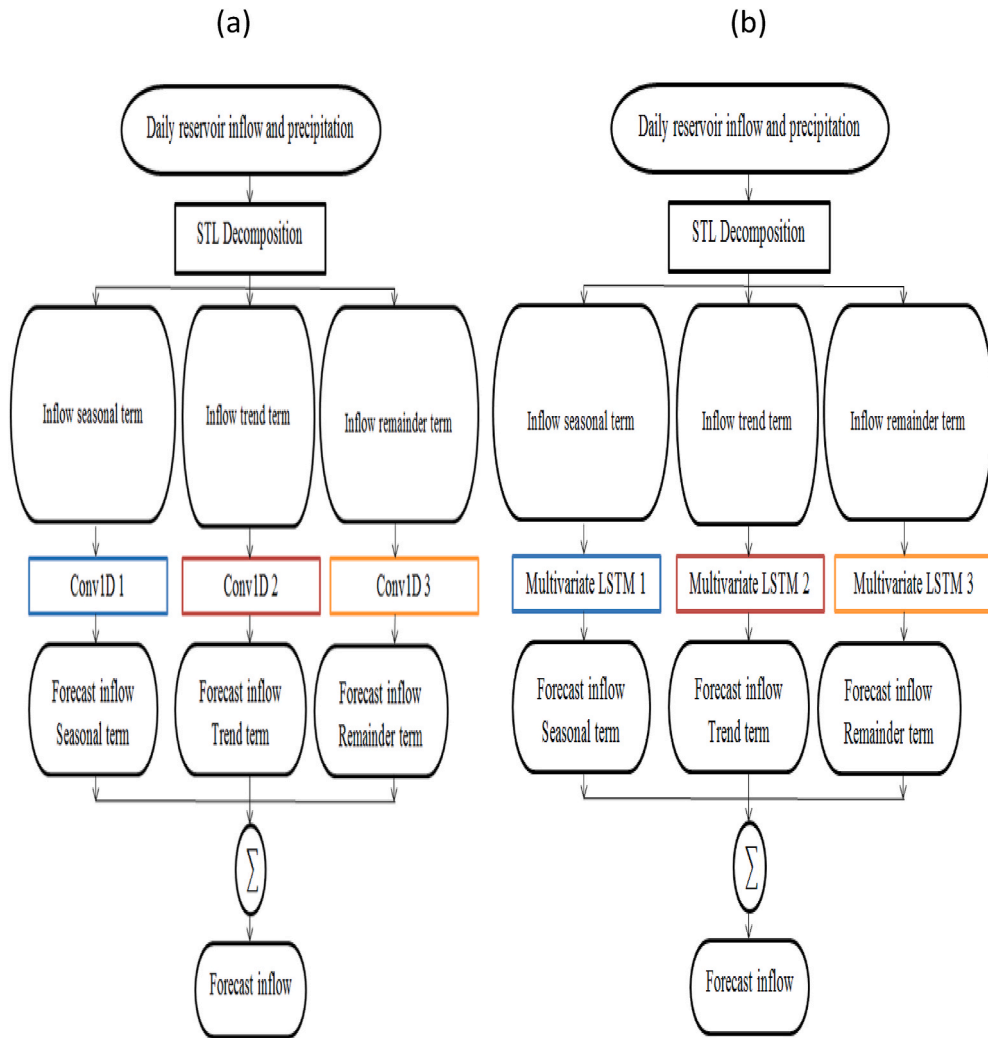 (a)
Daily reservoir inflow and precipitation
STL Decomposition
Inflow seasonal term
Inflow trend term
Inflow remainder term
Conv1D 1
Conv1D 2
Conv1D 3
Forecast inflow
Seasonal term
Forecast inflow
Trend term
Forecast inflow
Remainder term
∑
Forecast inflow
(b)
Daily reservoir inflow and precipitation
STL Decomposition
Inflow seasonal term
Inflow trend term
Inflow remainder term
Multivariate LSTM 1
Multivariate LSTM 2
Multivariate LSTM 3
Forecast inflow
Seasonal term
Forecast inflow
Trend term
Forecast inflow
Remainder term
∑
Forecast inflow